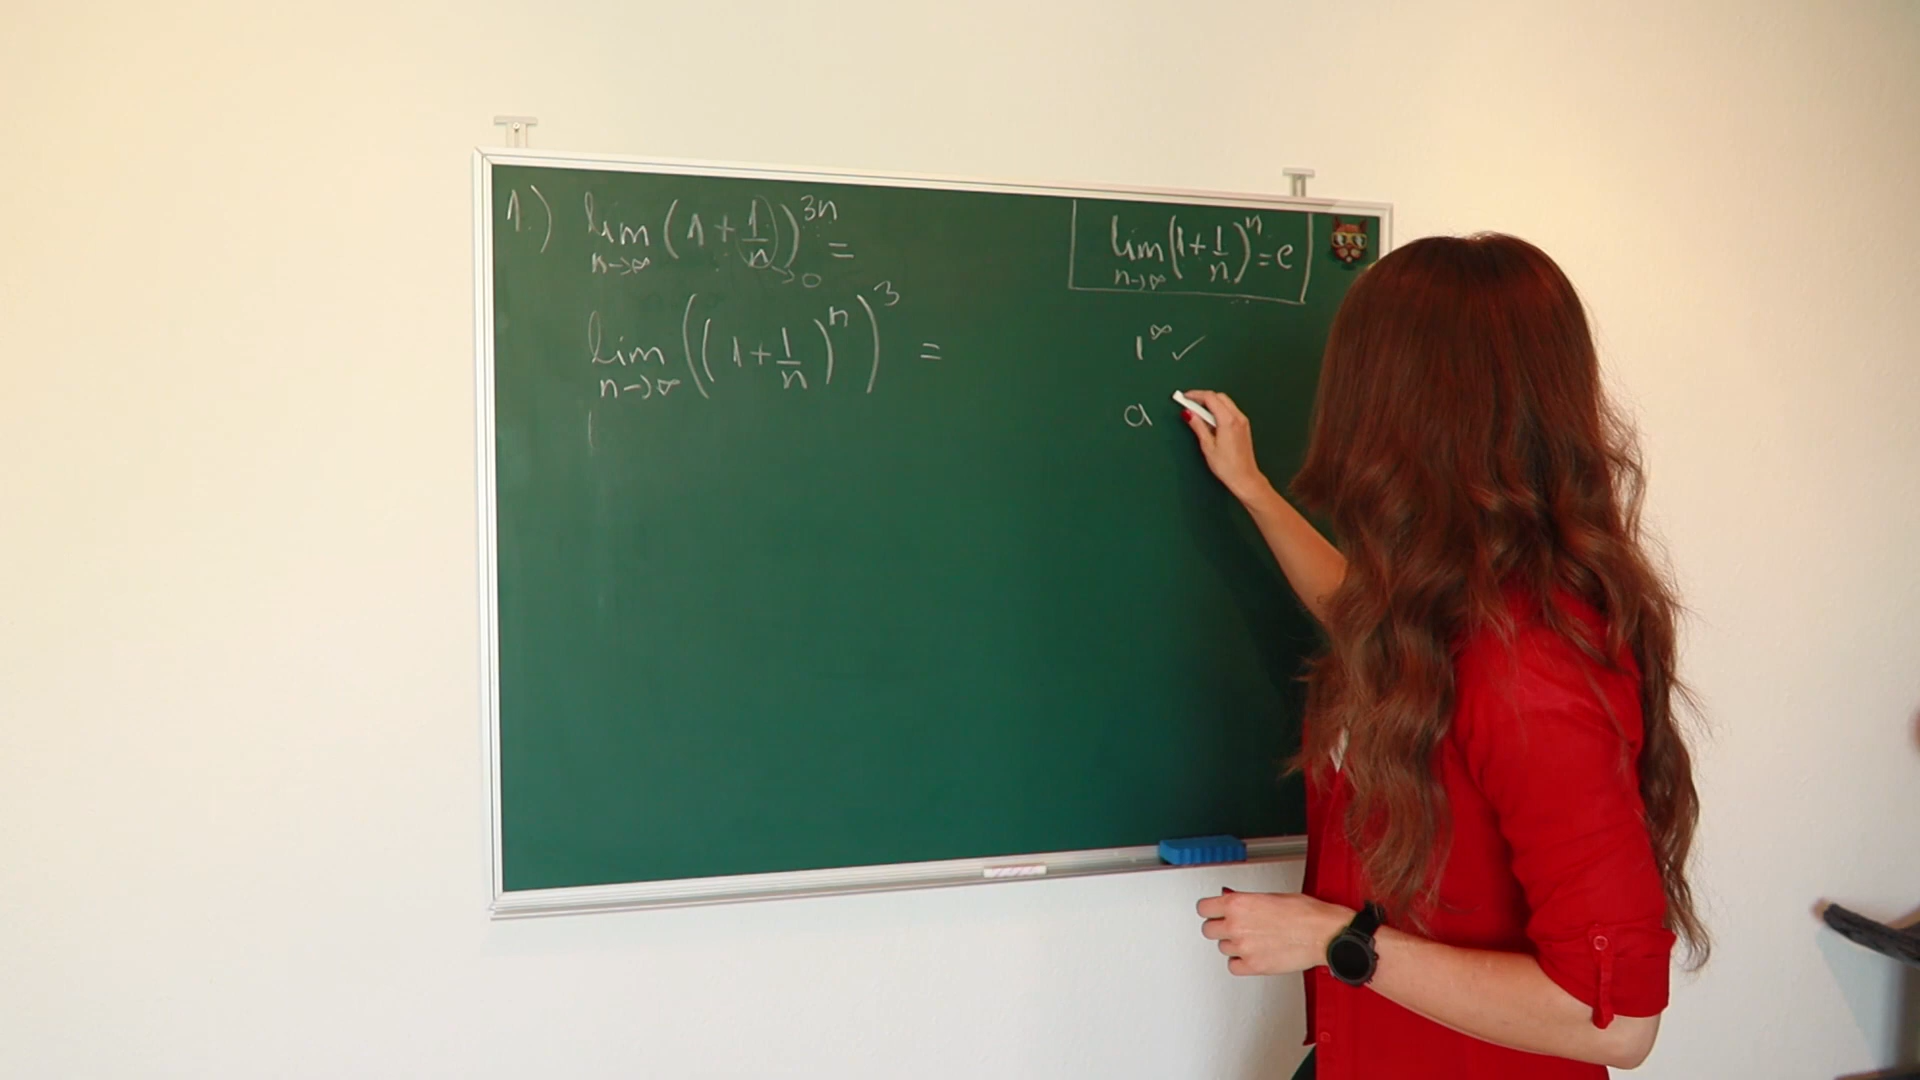 1.) lim (1 + 1/n)^3n =
n→∞ →0
lim ((1 + 1/n)^n)^3 =
n→∞
lim (1 + 1/n)^n = e
n→∞
1^∞ ✓
a